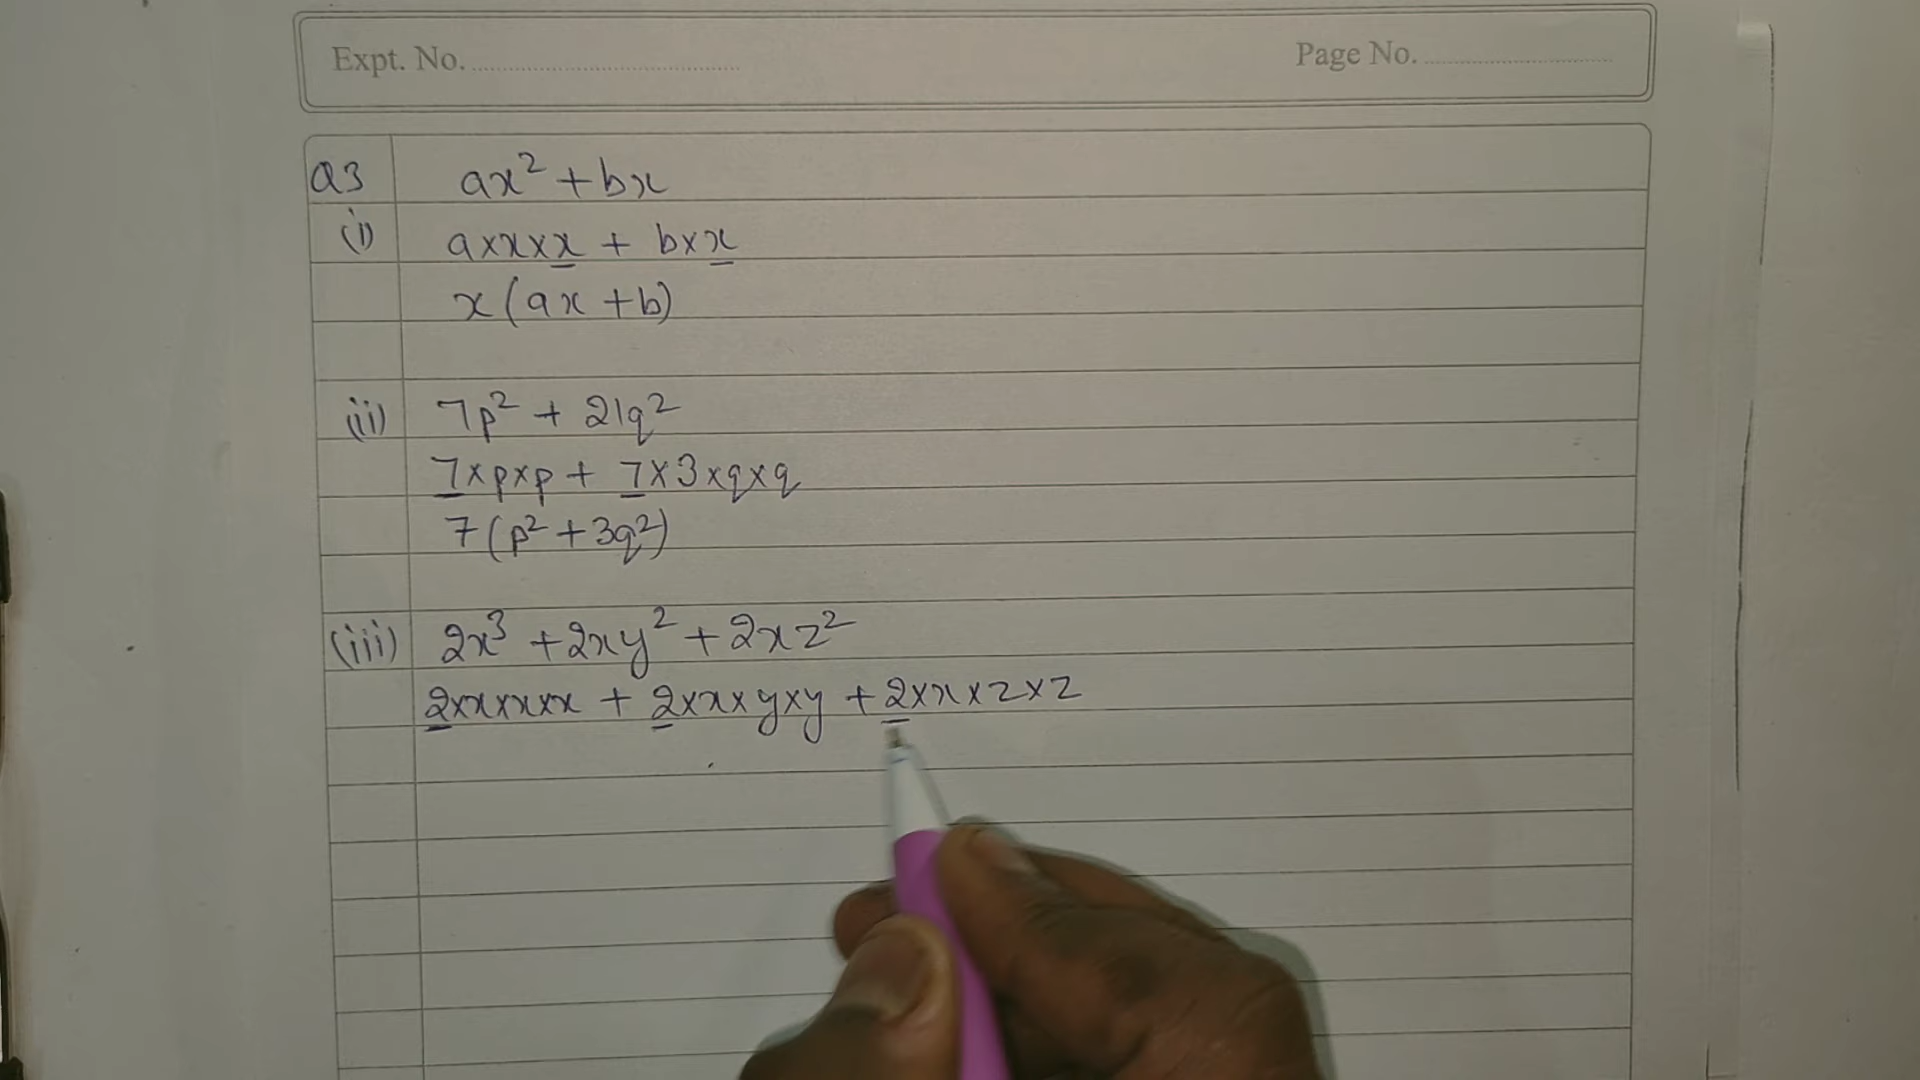 Expt. No. Page No.
Q3 ax² + bx
(i) a×x×x + b×x
x(ax + b)
(ii) 7p² + 21q²
7×p×p + 7×3×q×q
7(p² + 3q²)
(iii) 2x³ + 2xy² + 2xz²
2×x×x×x + 2×x×y×y + 2×x×z×z